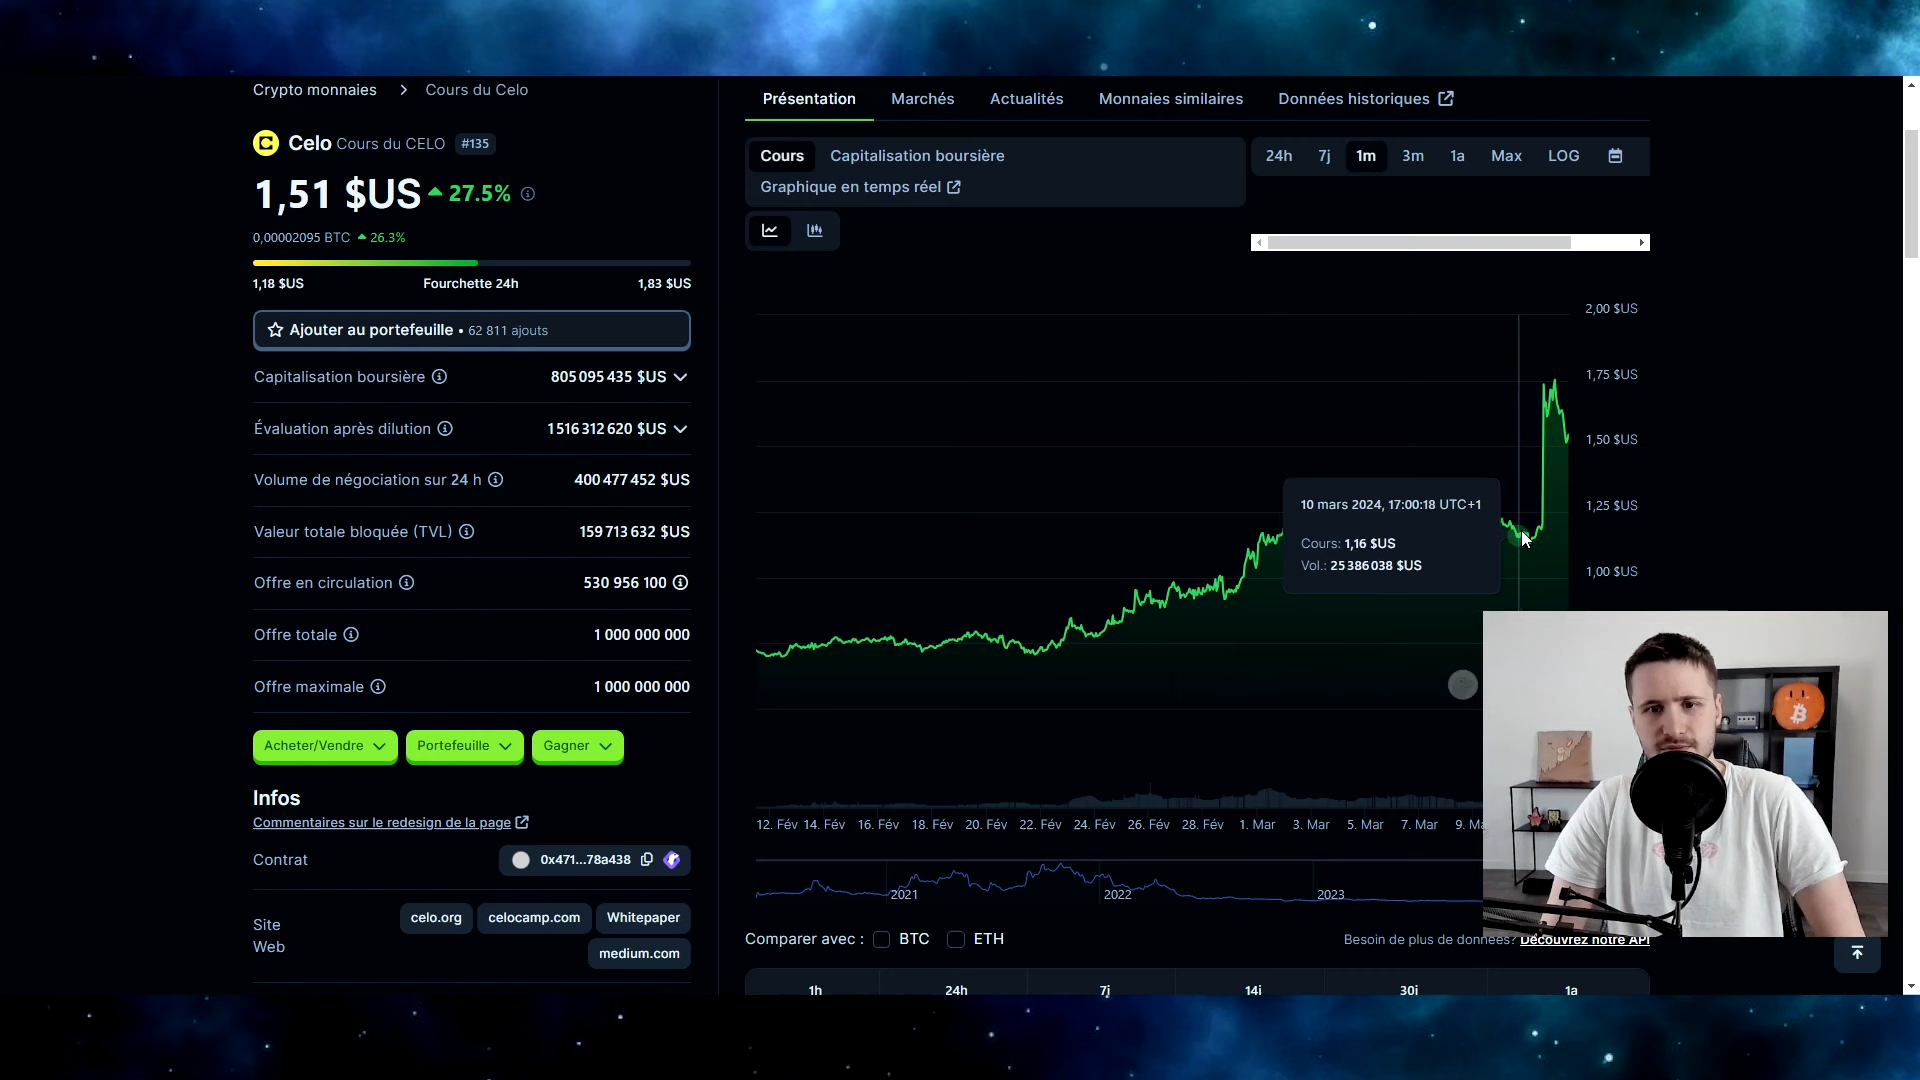 Crypto monnaies > Cours du Celo
Celo Cours du CELO #135
1,51 $US 27.5%
0,00002095 BTC 26.3%
1,18 $US Fourchette 24h 1,83 $US
Ajouter au portefeuille • 62 811 ajouts
Capitalisation boursière 805 095 435 $US
Évaluation après dilution 1 516 312 620 $US
Volume de négociation sur 24 h 400 477 452 $US
Valeur totale bloquée (TVL) 159 713 632 $US
Offre en circulation 530 956 100
Offre totale 1 000 000 000
Offre maximale 1 000 000 000
Acheter/Vendre Portefeuille Gagner
Infos
Commentaires sur le redesign de la page
Contrat 0x471...78a438
Site Web celo.org celocamp.com Whitepaper
medium.com
Présentation Marchés Actualités Monnaies similaires Données historiques
Cours Capitalisation boursière
Graphique en temps réel
24h 7j 1m 3m 1a Max LOG
2,00 $US
1,75 $US
1,50 $US
1,25 $US
1,00 $US
10 mars 2024, 17:00:18 UTC+1
Cours: 1,16 $US
Vol.: 25 386 038 $US
12. Fév 14. Fév 16. Fév 18. Fév 20. Fév 22. Fév 24. Fév 26. Fév 28. Fév 1. Mar 3. Mar 5. Mar 7. Mar 9.
2021 2022 2023
Comparer avec : BTC ETH
Besoin de plus de données? Découvrez notre API
1h 24h 7j 14j 30j 1a